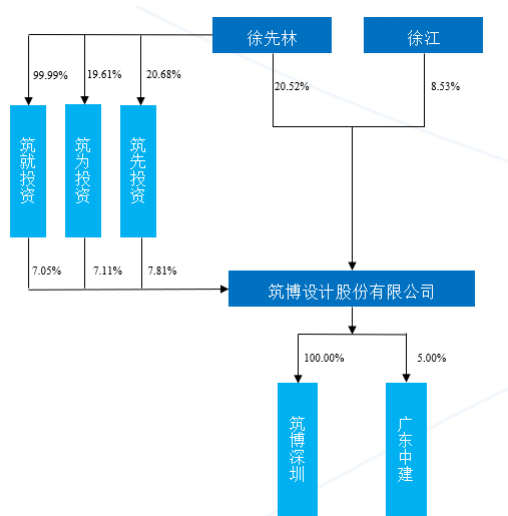 徐先林
徐江
99.99%
19.61%
20.68%
20.52%
8.53%
筑就投资
筑为投资
筑先投资
7.05%
7.11%
7.81%
筑博设计股份有限公司
100.00%
5.00%
筑博深圳
广东中建